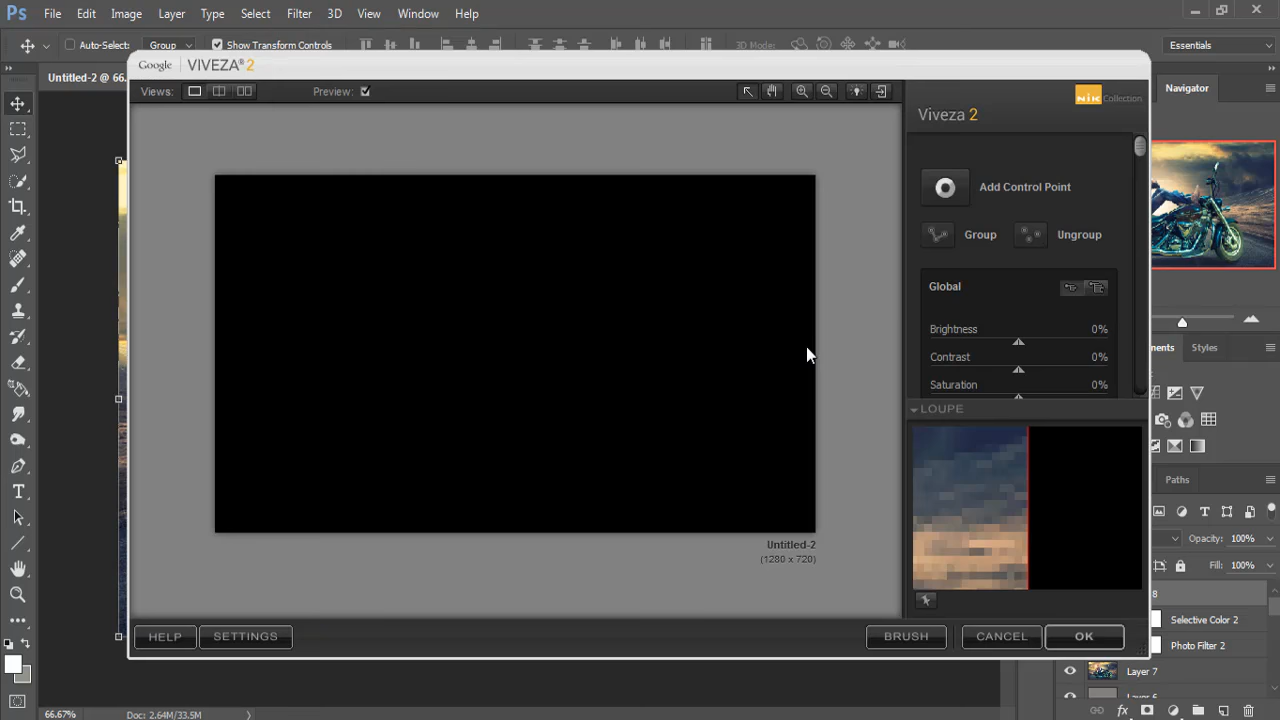 Ps File Edit Image Layer Type Select Filter 3D View Window Help
Auto-Select: Group Show Transform Controls 3D Mode: Essentials
Untitled-2 @ 66.
Google VIVEZA® 2
Views: Preview:
Navigator
nik Collection
Viveza 2
Add Control Point
Group Ungroup
Global
Brightness 0%
Contrast 0%
Saturation 0%
Styles
LOUPE
Paths
Opacity: 100%
Fill: 100%
Untitled-2
(1280 x 720)
8
Selective Color 2
Photo Filter 2
Layer 7
HELP SETTINGS BRUSH CANCEL OK
66.67% Doc: 2.64M/33.5M